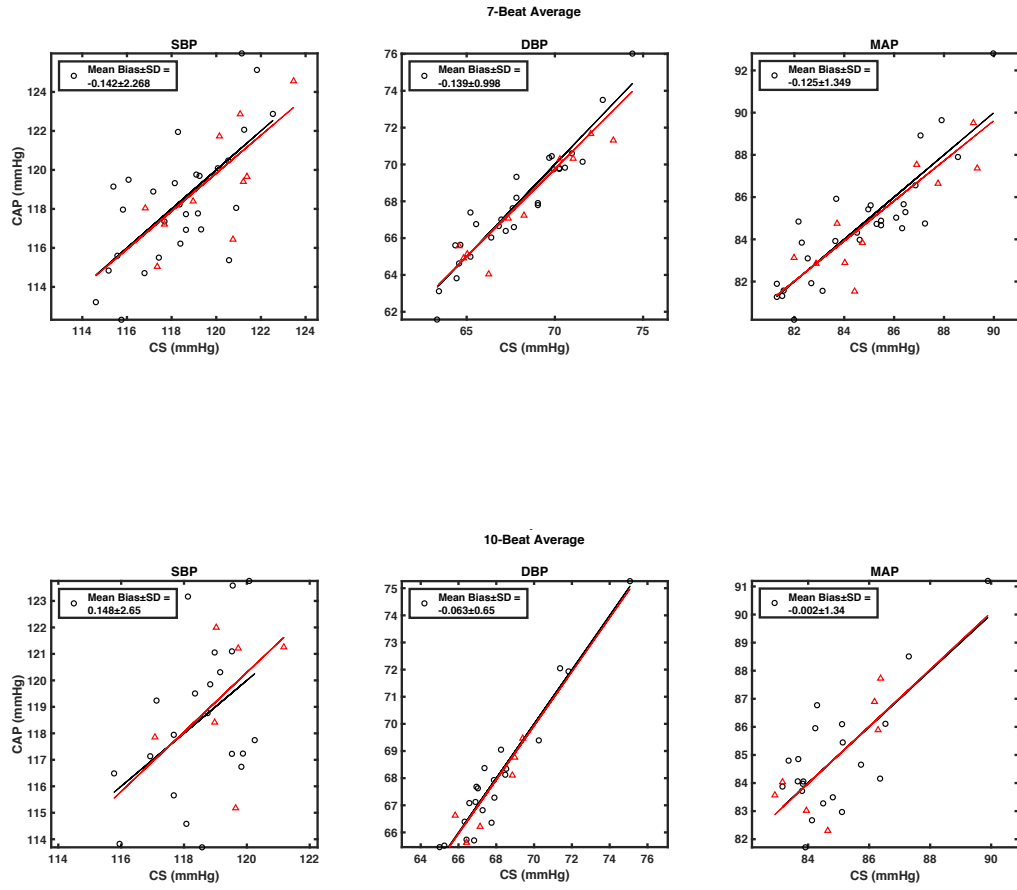 7-Beat Average
SBP
DBP
MAP
Mean Bias±SD =
-0.142±2.268
Mean Bias±SD =
-0.139±0.998
Mean Bias±SD =
-0.125±1.349
CAP (mmHg)
124
122
120
118
116
114
76
74
72
70
68
66
64
62
92
90
88
86
84
82
114 116 118 120 122 124
65 70 75
82 84 86 88 90
CS (mmHg)
CS (mmHg)
CS (mmHg)
10-Beat Average
SBP
DBP
MAP
Mean Bias±SD =
0.148±2.65
Mean Bias±SD =
-0.063±0.65
Mean Bias±SD =
-0.002±1.34
CAP (mmHg)
123
122
121
120
119
118
117
116
115
114
75
74
73
72
71
70
69
68
67
66
91
90
89
88
87
86
85
84
83
82
114 116 118 120 122
64 66 68 70 72 74 76
84 86 88 90 92
CS (mmHg)
CS (mmHg)
CS (mmHg)